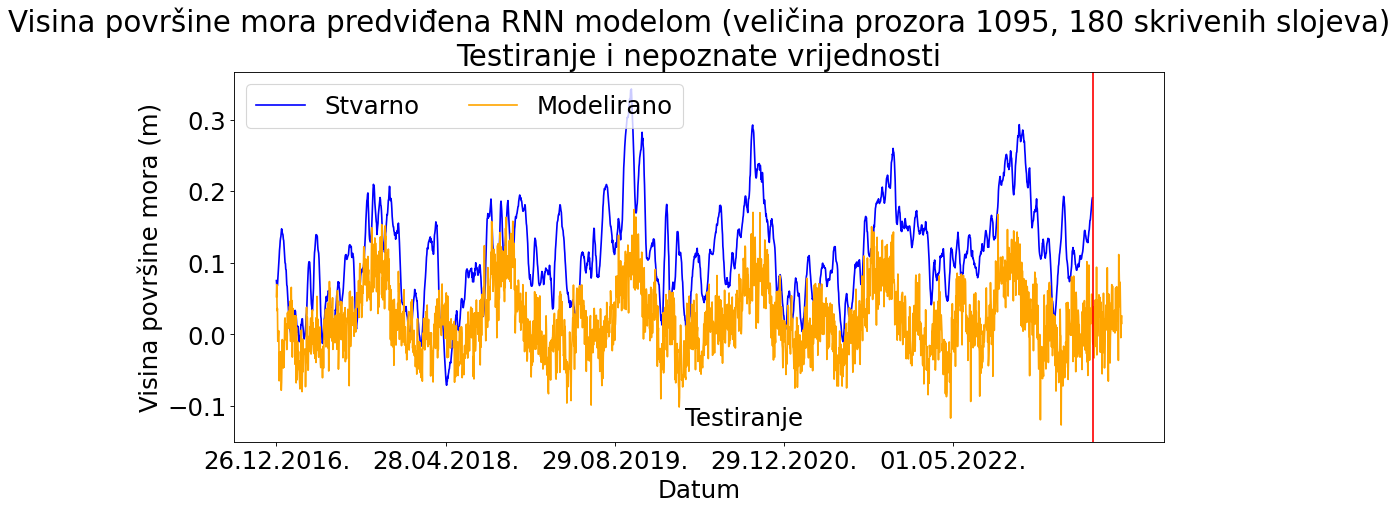 Visina površine mora predviđena RNN modelom (veličina prozora 1095, 180 skrivenih slojeva)
Testiranje i nepoznate vrijednosti
Stvarno Modelirano
Visina površine mora (m)
0.3
0.2
0.1
0.0
−0.1
Testiranje
26.12.2016. 28.04.2018. 29.08.2019. 29.12.2020. 01.05.2022.
Datum